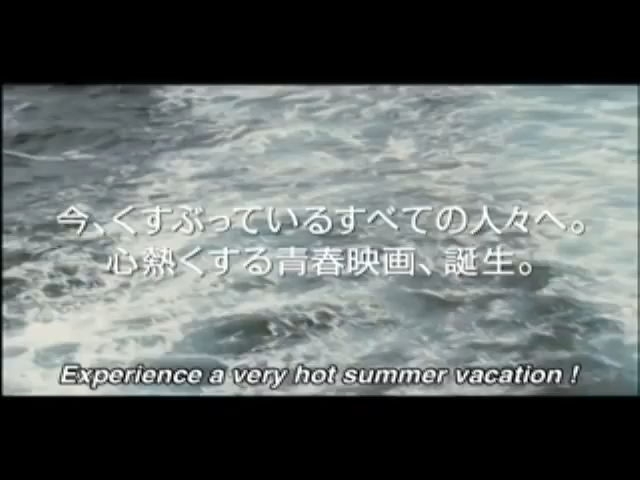 今、くすぶっているすべての人々へ。
心熱くする青春映画、誕生。
Experience a very hot summer vacation !